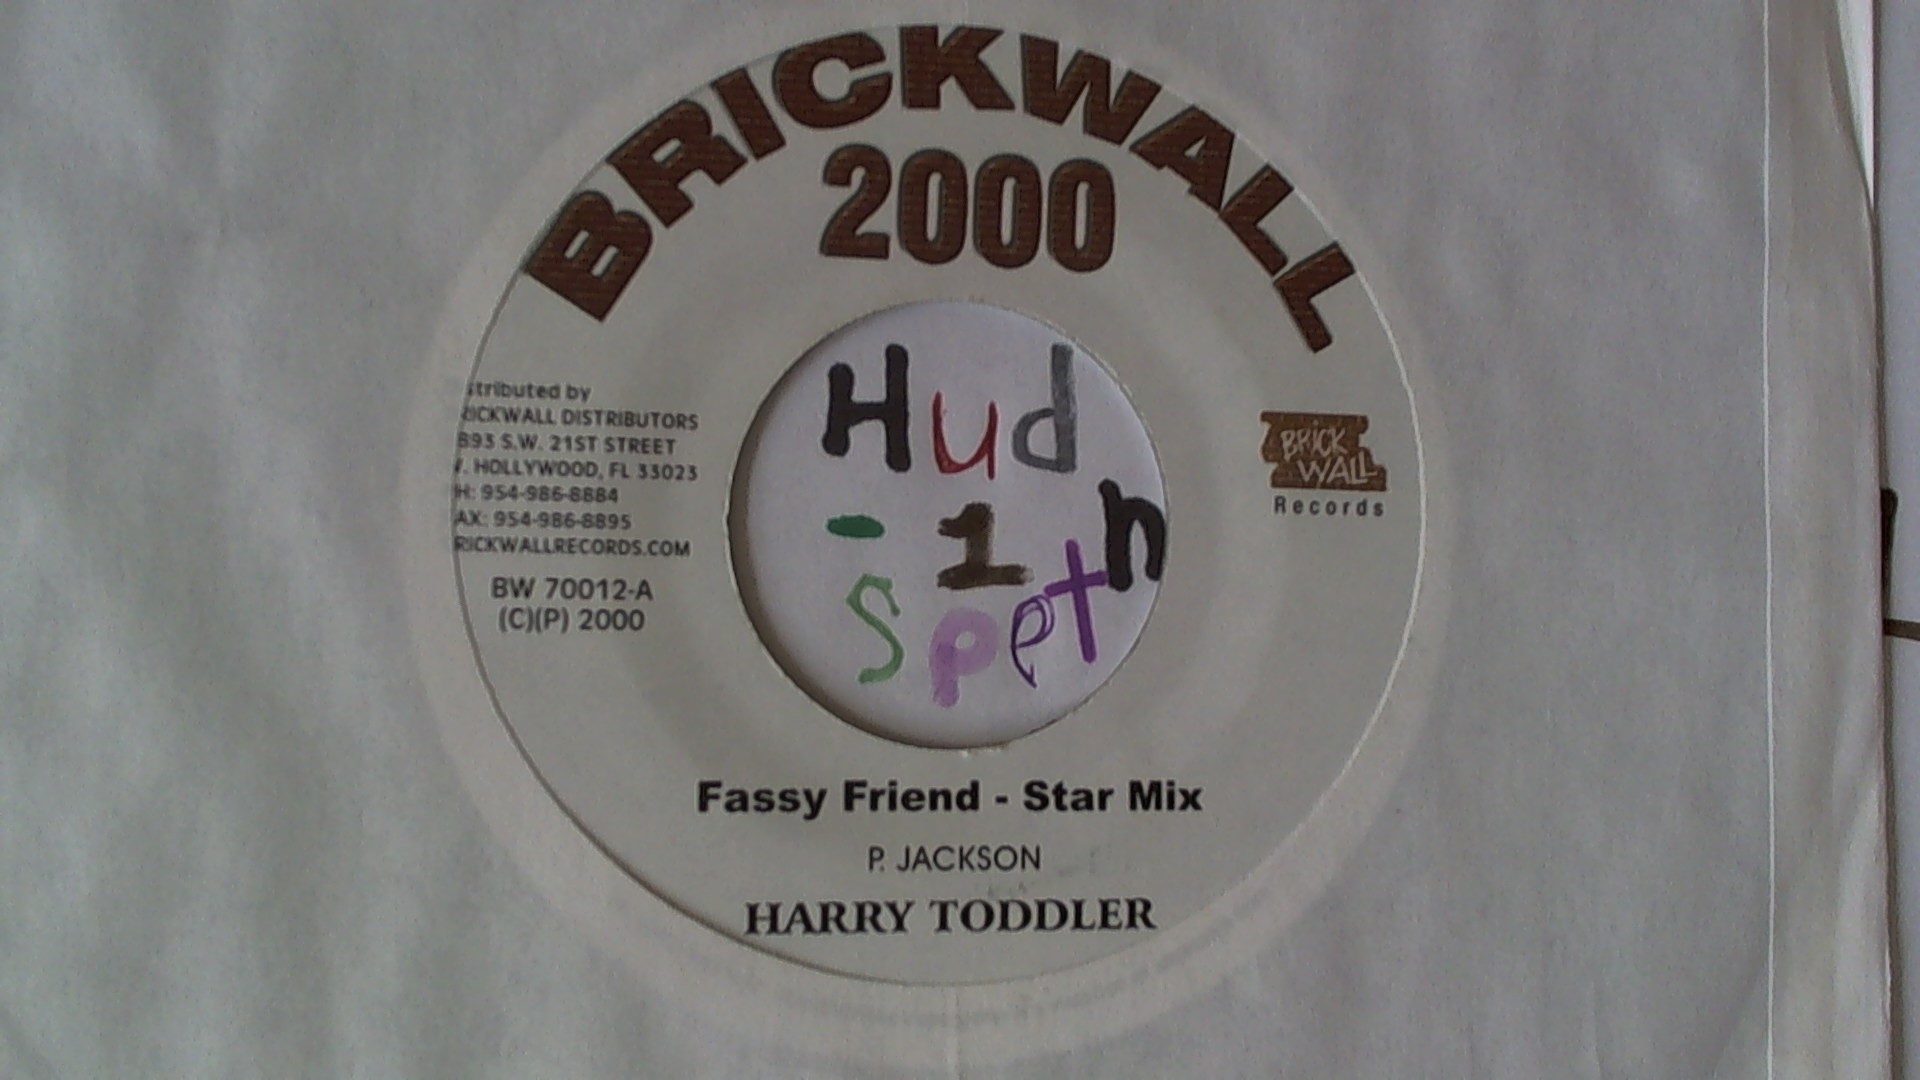 BRICKWALL
2000
stributed by
RICKWALL DISTRIBUTORS
893 S.W. 21ST STREET
. HOLLYWOOD, FL 33023
H: 954-986-8884
AX: 954-986-8895
RICKWALLRECORDS.COM
BW 70012-A
(C)(P) 2000
Hud
- 1 n
Spet
BRICK
WALL
Records
Fassy Friend - Star Mix
P. JACKSON
HARRY TODDLER